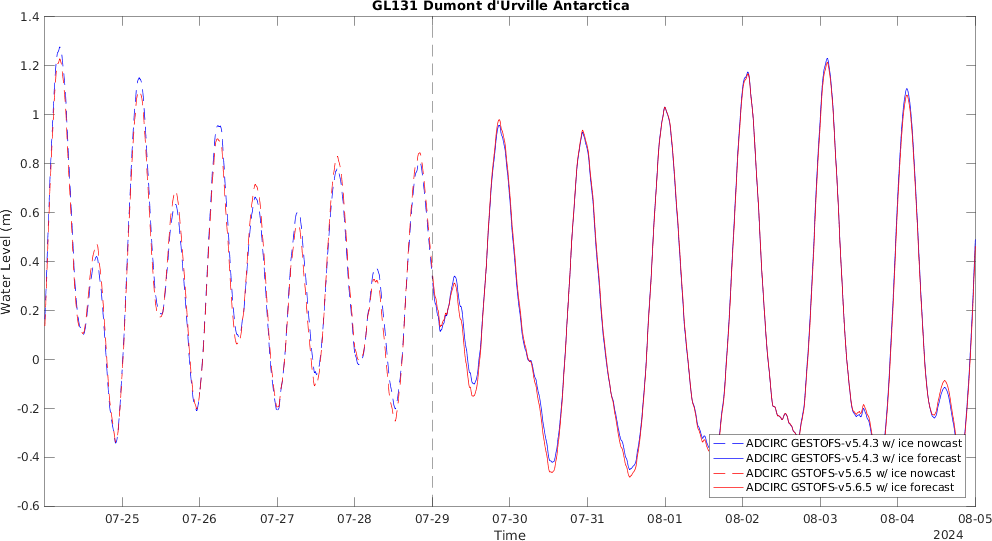 GL131 Dumont d'Urville Antarctica
1.4
1.2
1
0.8
0.6
0.4
0.2
0
-0.2
-0.4
-0.6
Water Level (m)
ADCIRC GESTOFS-v5.4.3 w/ ice nowcast
ADCIRC GESTOFS-v5.4.3 w/ ice forecast
ADCIRC GSTOFS-v5.6.5 w/ ice nowcast
ADCIRC GSTOFS-v5.6.5 w/ ice forecast
07-25 07-26 07-27 07-28 07-29 07-30 07-31 08-01 08-02 08-03 08-04 08-05
Time
2024